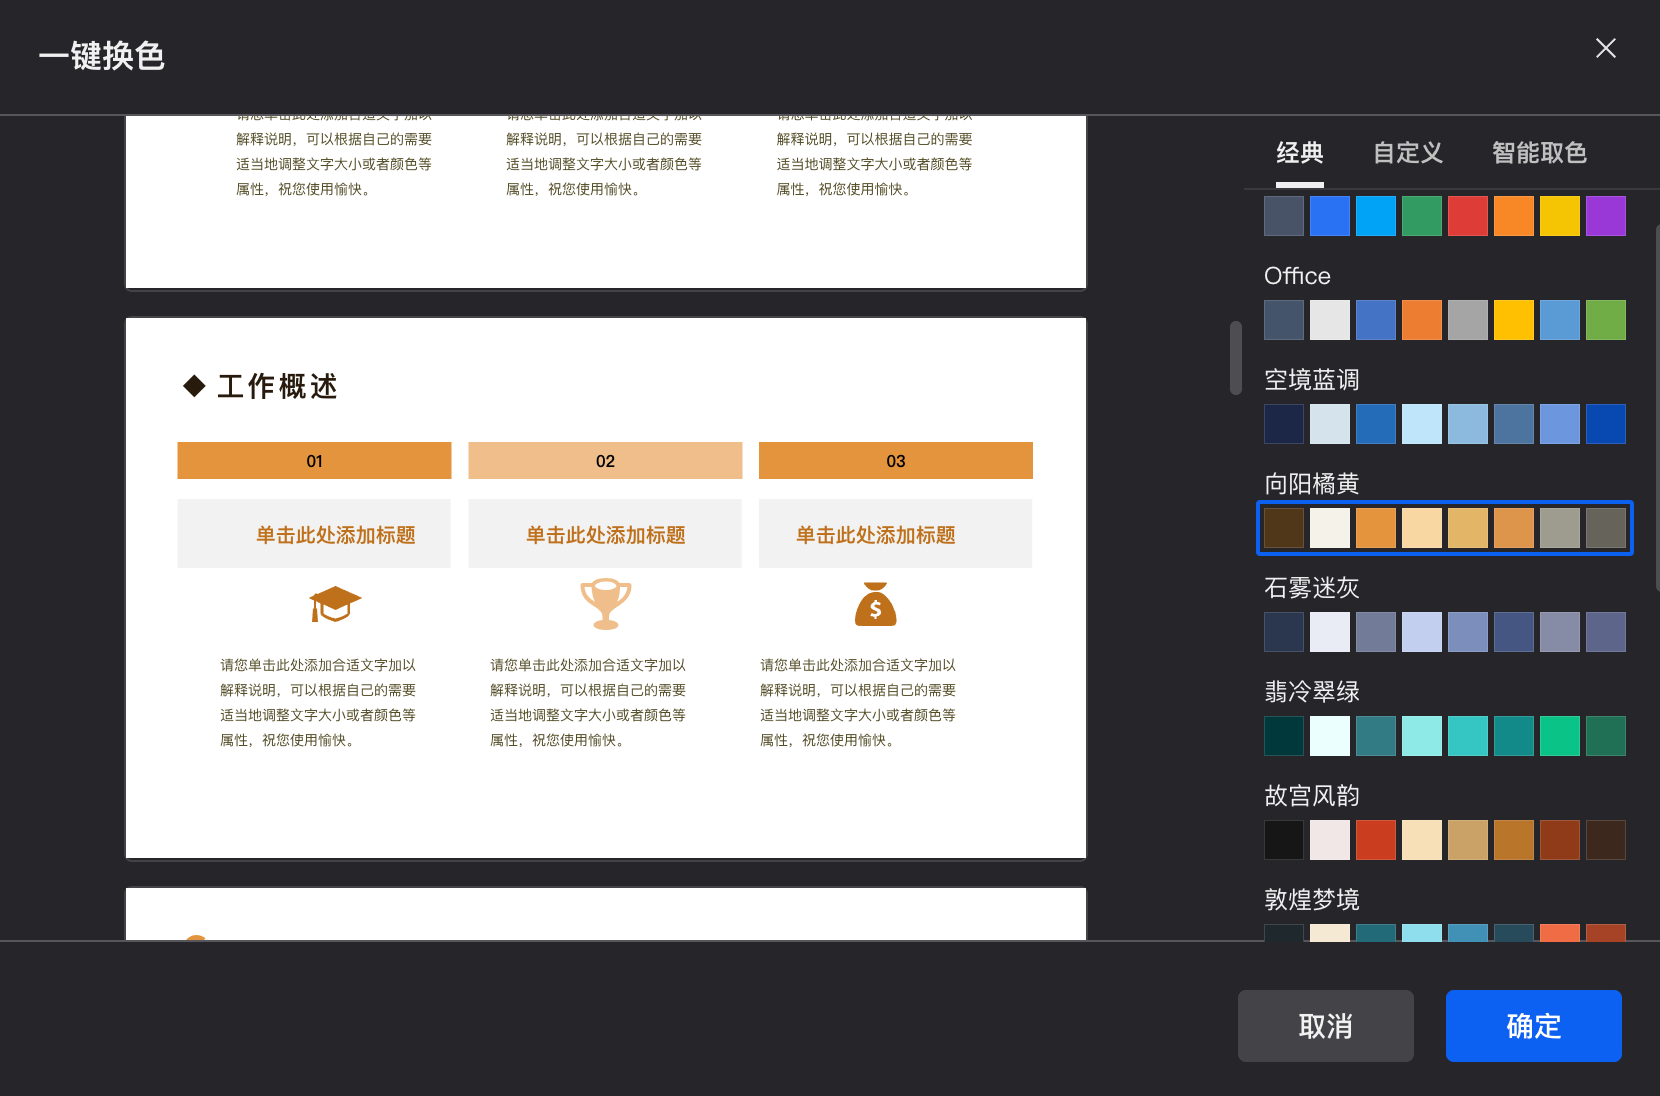 一键换色
经典
自定义
智能取色
解释说明，可以根据自己的需要
适当地调整文字大小或者颜色等
属性，祝您使用愉快。
解释说明，可以根据自己的需要
适当地调整文字大小或者颜色等
属性，祝您使用愉快。
解释说明，可以根据自己的需要
适当地调整文字大小或者颜色等
属性，祝您使用愉快。
工作概述
01
02
03
单击此处添加标题
单击此处添加标题
单击此处添加标题
$
请您单击此处添加合适文字加以
解释说明，可以根据自己的需要
适当地调整文字大小或者颜色等
属性，祝您使用愉快。
请您单击此处添加合适文字加以
解释说明，可以根据自己的需要
适当地调整文字大小或者颜色等
属性，祝您使用愉快。
请您单击此处添加合适文字加以
解释说明，可以根据自己的需要
适当地调整文字大小或者颜色等
属性，祝您使用愉快。
Office
空境蓝调
向阳橘黄
石雾迷灰
翡冷翠绿
故宫风韵
敦煌梦境
取消
确定